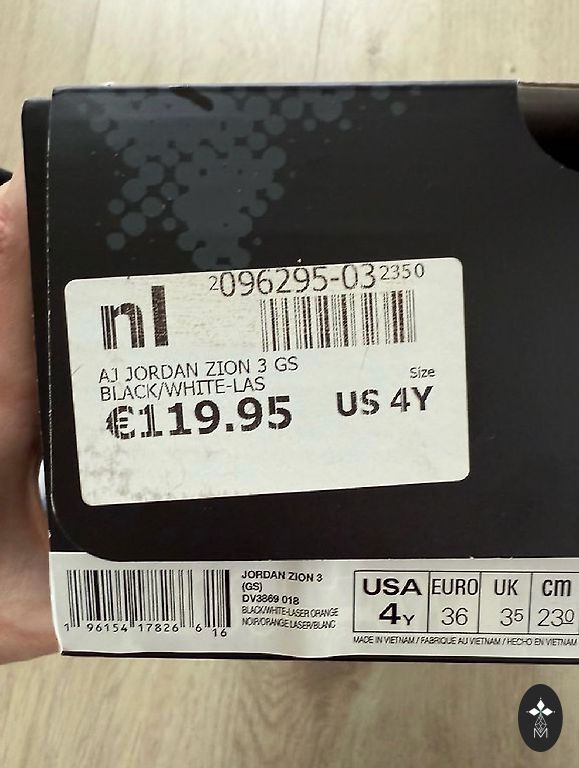 2096295-032350
nl
AJ JORDAN ZION 3 GS
BLACK/WHITE-LAS
€119.95
Size
US 4Y
1 96154 17826 6 16
JORDAN ZION 3
(GS)
DV3869 018
BLACK/WHITE-LASER ORANGE
NOIR/ORANGE LASER/BLANC
USA EURO UK cm
4Y 36 35 230
MADE IN VIETNAM / FABRIQUE AU VIETNAM / HECHO EN VIETNAM
M